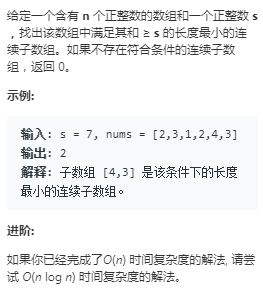 给定一个含有 n 个正整数的数组和一个正整数 s
，找出该数组中满足其和 ≥ s 的长度最小的连
续子数组。如果不存在符合条件的连续子数
组，返回 0。
示例:
输入: s = 7, nums = [2,3,1,2,4,3]
输出: 2
解释: 子数组 [4,3] 是该条件下的长度
最小的连续子数组。
进阶:
如果你已经完成了O(n) 时间复杂度的解法, 请尝
试 O(n log n) 时间复杂度的解法。